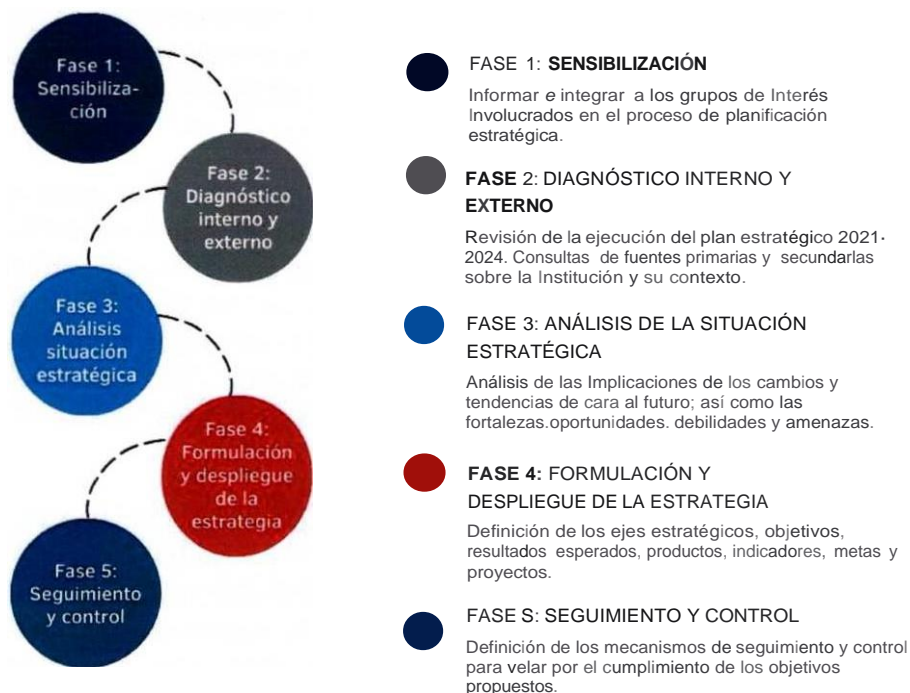 Fase 1:
Sensibiliza-
ción
Fase 2:
Diagnóstico
interno y
externo
Fase 3:
Análisis
situación
estratégica
Fase 4:
Formulación
y despliegue
de la
estrategia
Fase 5:
Seguimiento
y control
FASE 1: SENSIBILIZACIÓN
Informar e integrar a los grupos de Interés
Involucrados en el proceso de planificación
estratégica.
FASE 2: DIAGNÓSTICO INTERNO Y
EXTERNO
Revisión de la ejecución del plan estratégico 2021·
2024. Consultas de fuentes primarias y secundarlas
sobre la Institución y su contexto.
FASE 3: ANÁLISIS DE LA SITUACIÓN
ESTRATÉGICA
Análisis de las Implicaciones de los cambios y
tendencias de cara al futuro; así como las
fortalezas.oportunidades. debilidades y amenazas.
FASE 4: FORMULACIÓN Y
DESPLIEGUE DE LA ESTRATEGIA
Definición de los ejes estratégicos, objetivos,
resultados esperados, productos, indicadores, metas y
proyectos.
FASE S: SEGUIMIENTO Y CONTROL
Definición de los mecanismos de seguimiento y control
para velar por el cumplimiento de los objetivos
propuestos.